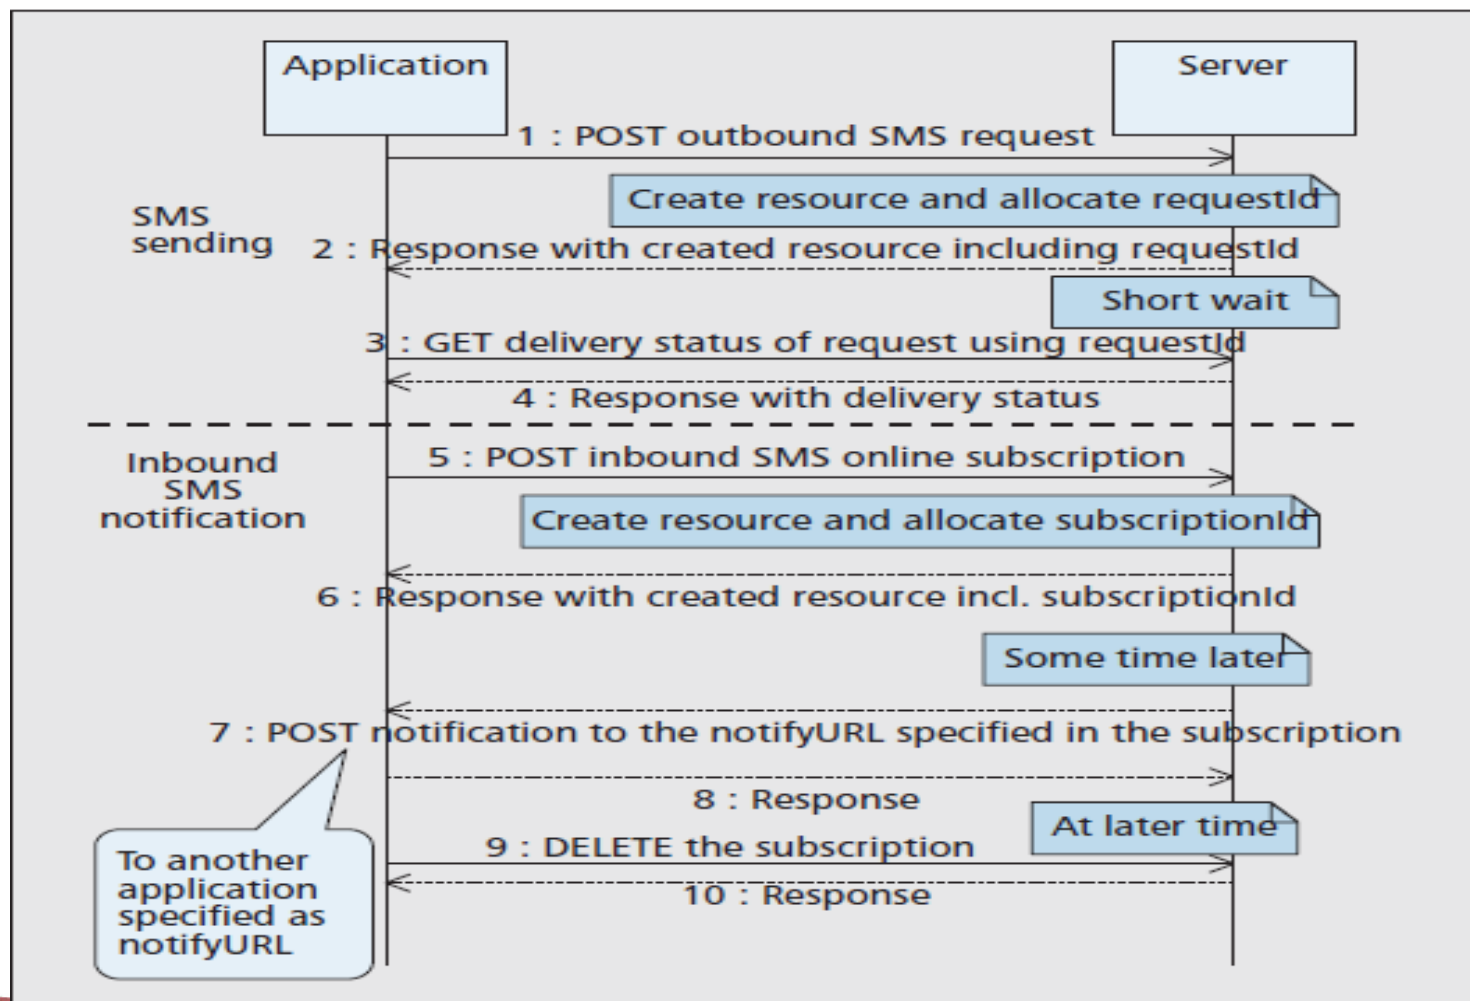 Application
Server
1 : POST outbound SMS request
Create resource and allocate requestId
SMS
sending
2 : Response with created resource including requestId
Short wait
3 : GET delivery status of request using requestId
4 : Response with delivery status
Inbound
SMS
notification
5 : POST inbound SMS online subscription
Create resource and allocate subscriptionId
6 : Response with created resource incl. subscriptionId
Some time later
7 : POST notification to the notifyURL specified in the subscription
8 : Response
At later time
To another
application
specified as
notifyURL
9 : DELETE the subscription
10 : Response